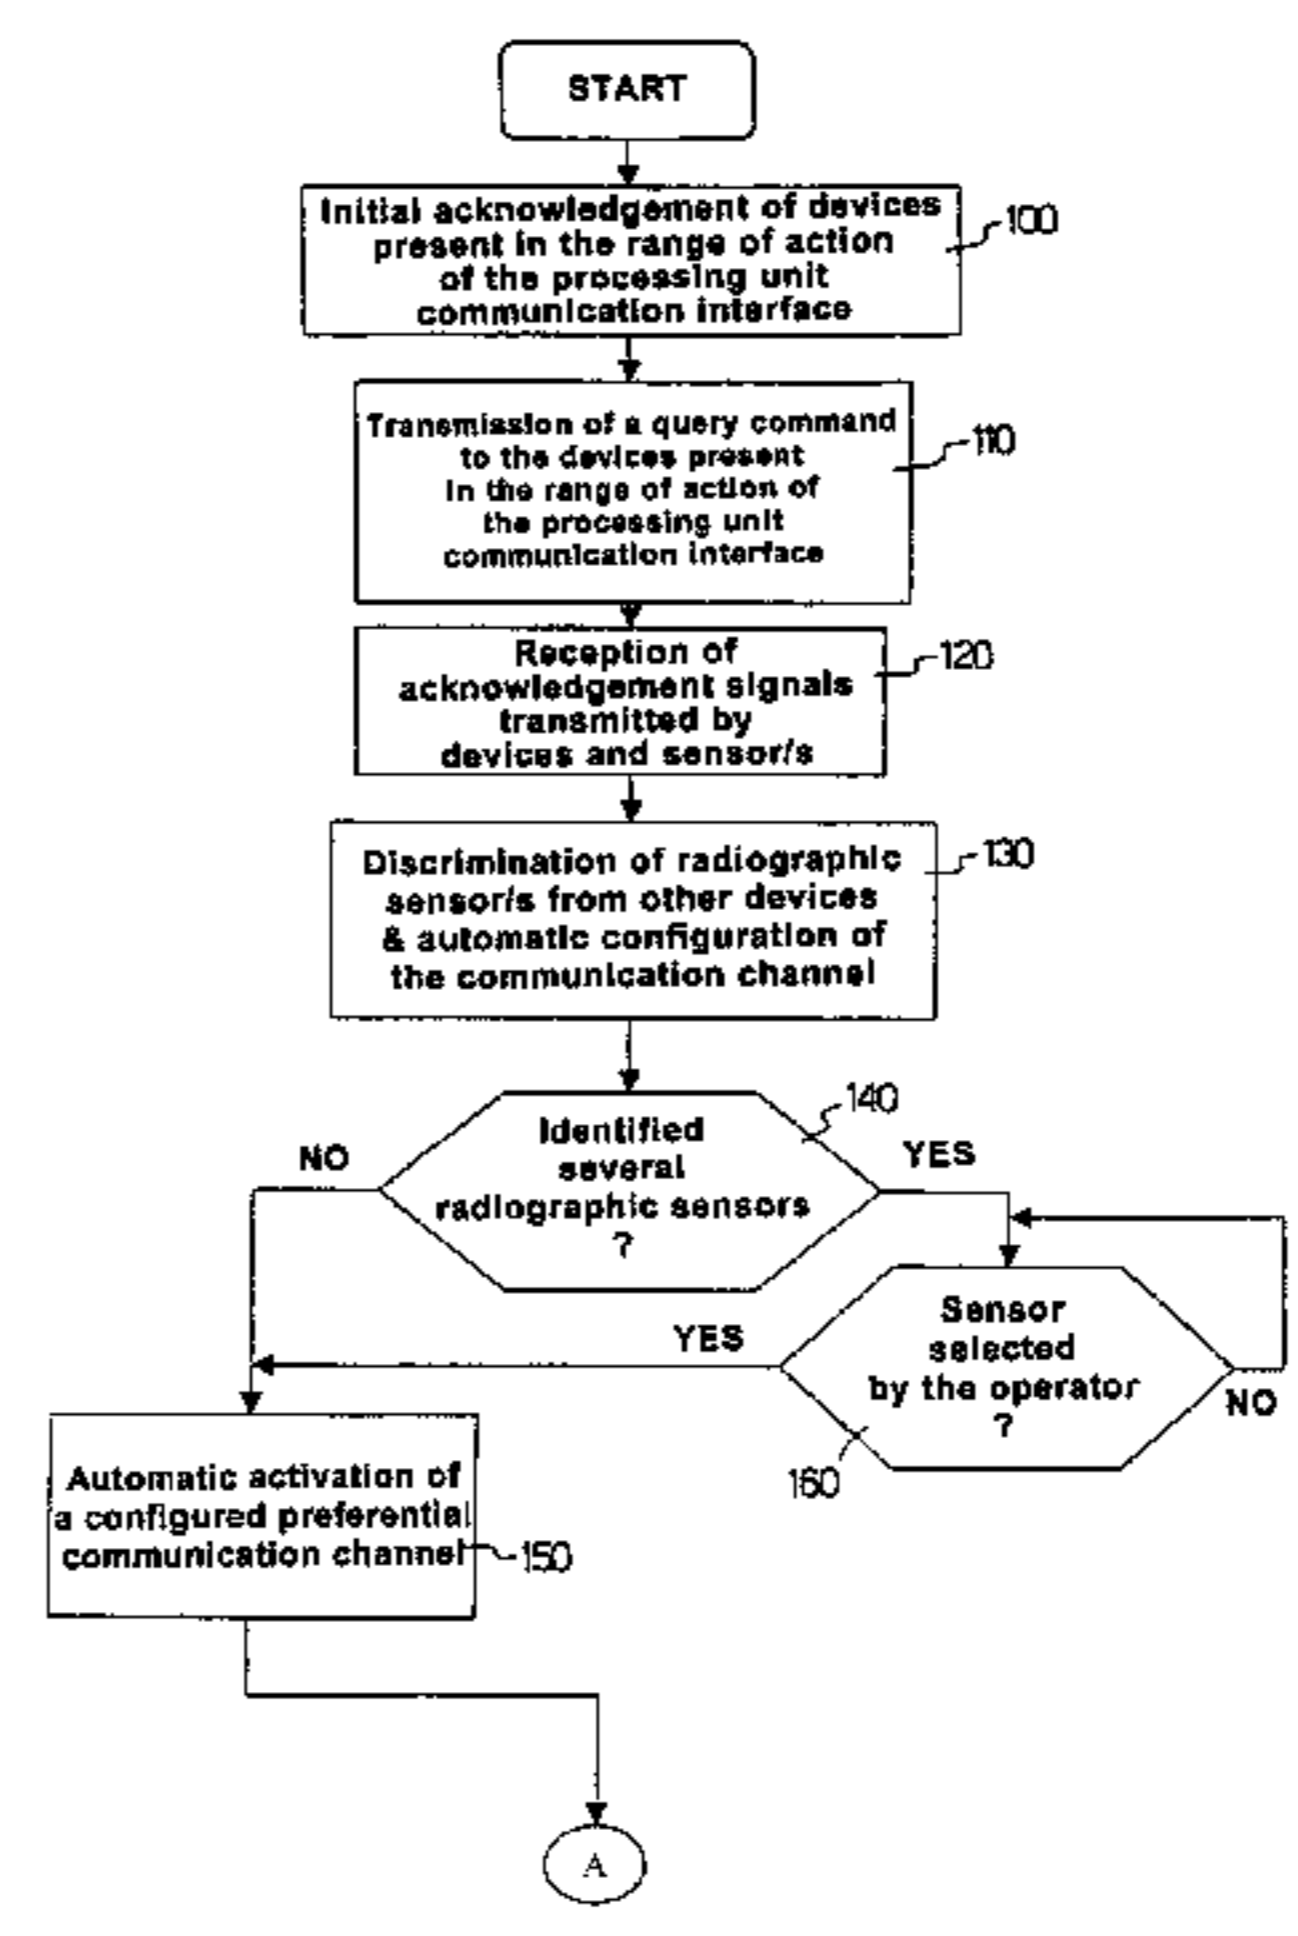 START
Initial acknowledgement of devices
present in the range of action
of the processing unit
communication interface
100
Transmission of a query command
to the devices present
in the range of action of
the processing unit
communication interface
110
Reception of
acknowledgement signals
transmitted by
devices and sensor/s
120
Discrimination of radiographic
sensor/s from other devices
& automatic configuration of
the communication channel
130
Identified
several
radiographic sensors
?
140
NO
YES
Sensor
selected
by the operator
?
160
YES
NO
Automatic activation of
a configured preferential
communication channel
150
A